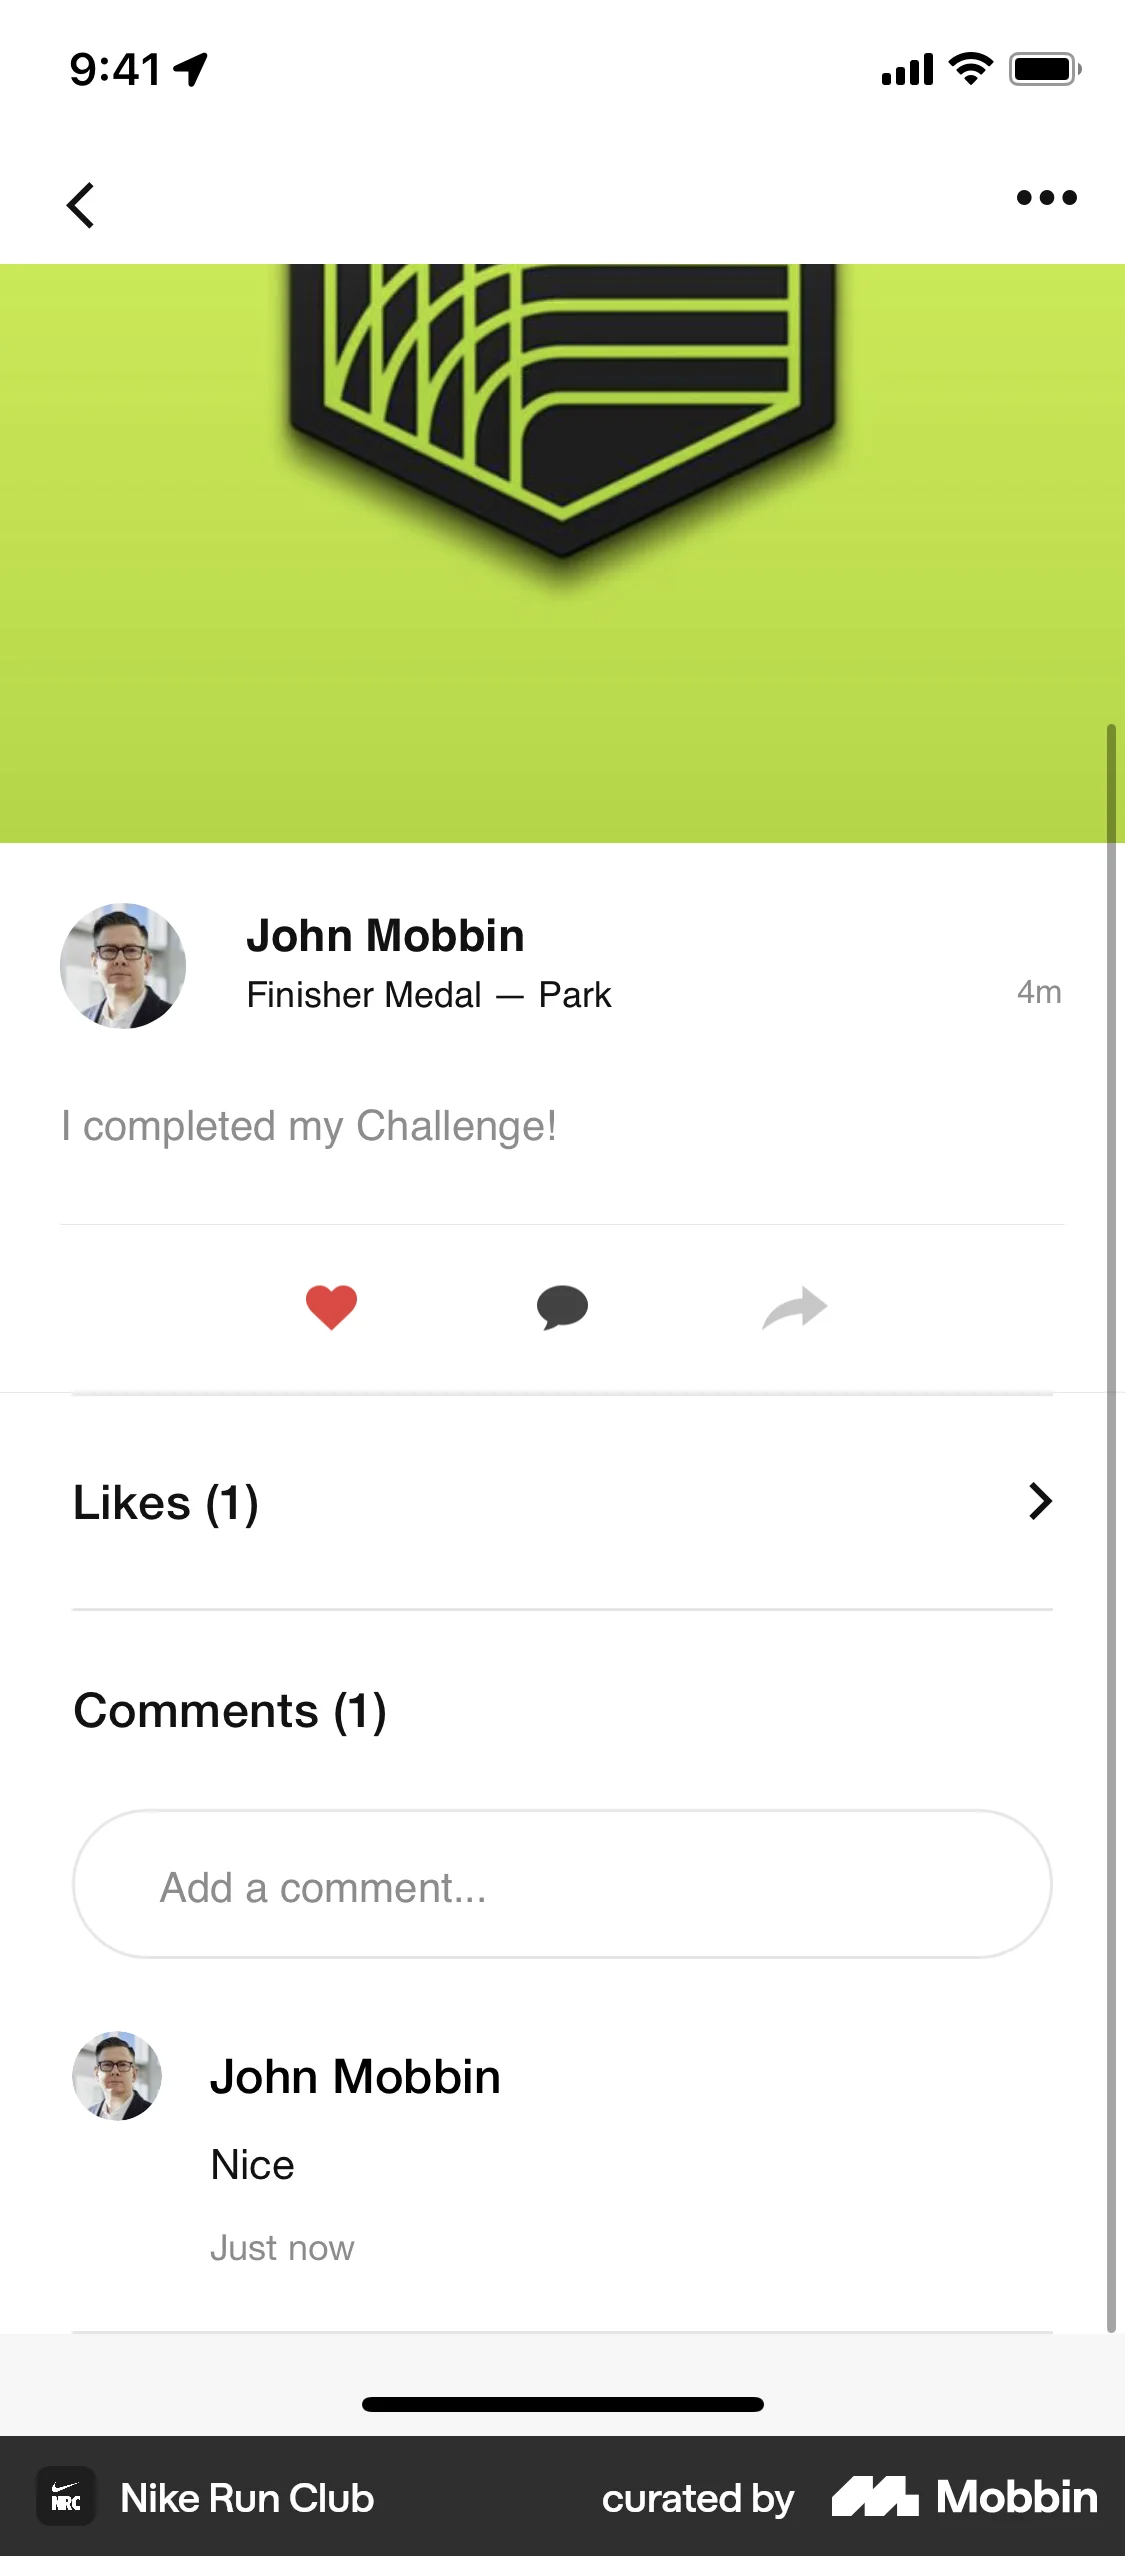 9:41
John Mobbin
Finisher Medal — Park
4m
I completed my Challenge!
Likes (1)
Comments (1)
Add a comment...
John Mobbin
Nice
Just now
NRC
Nike Run Club
curated by
Mobbin